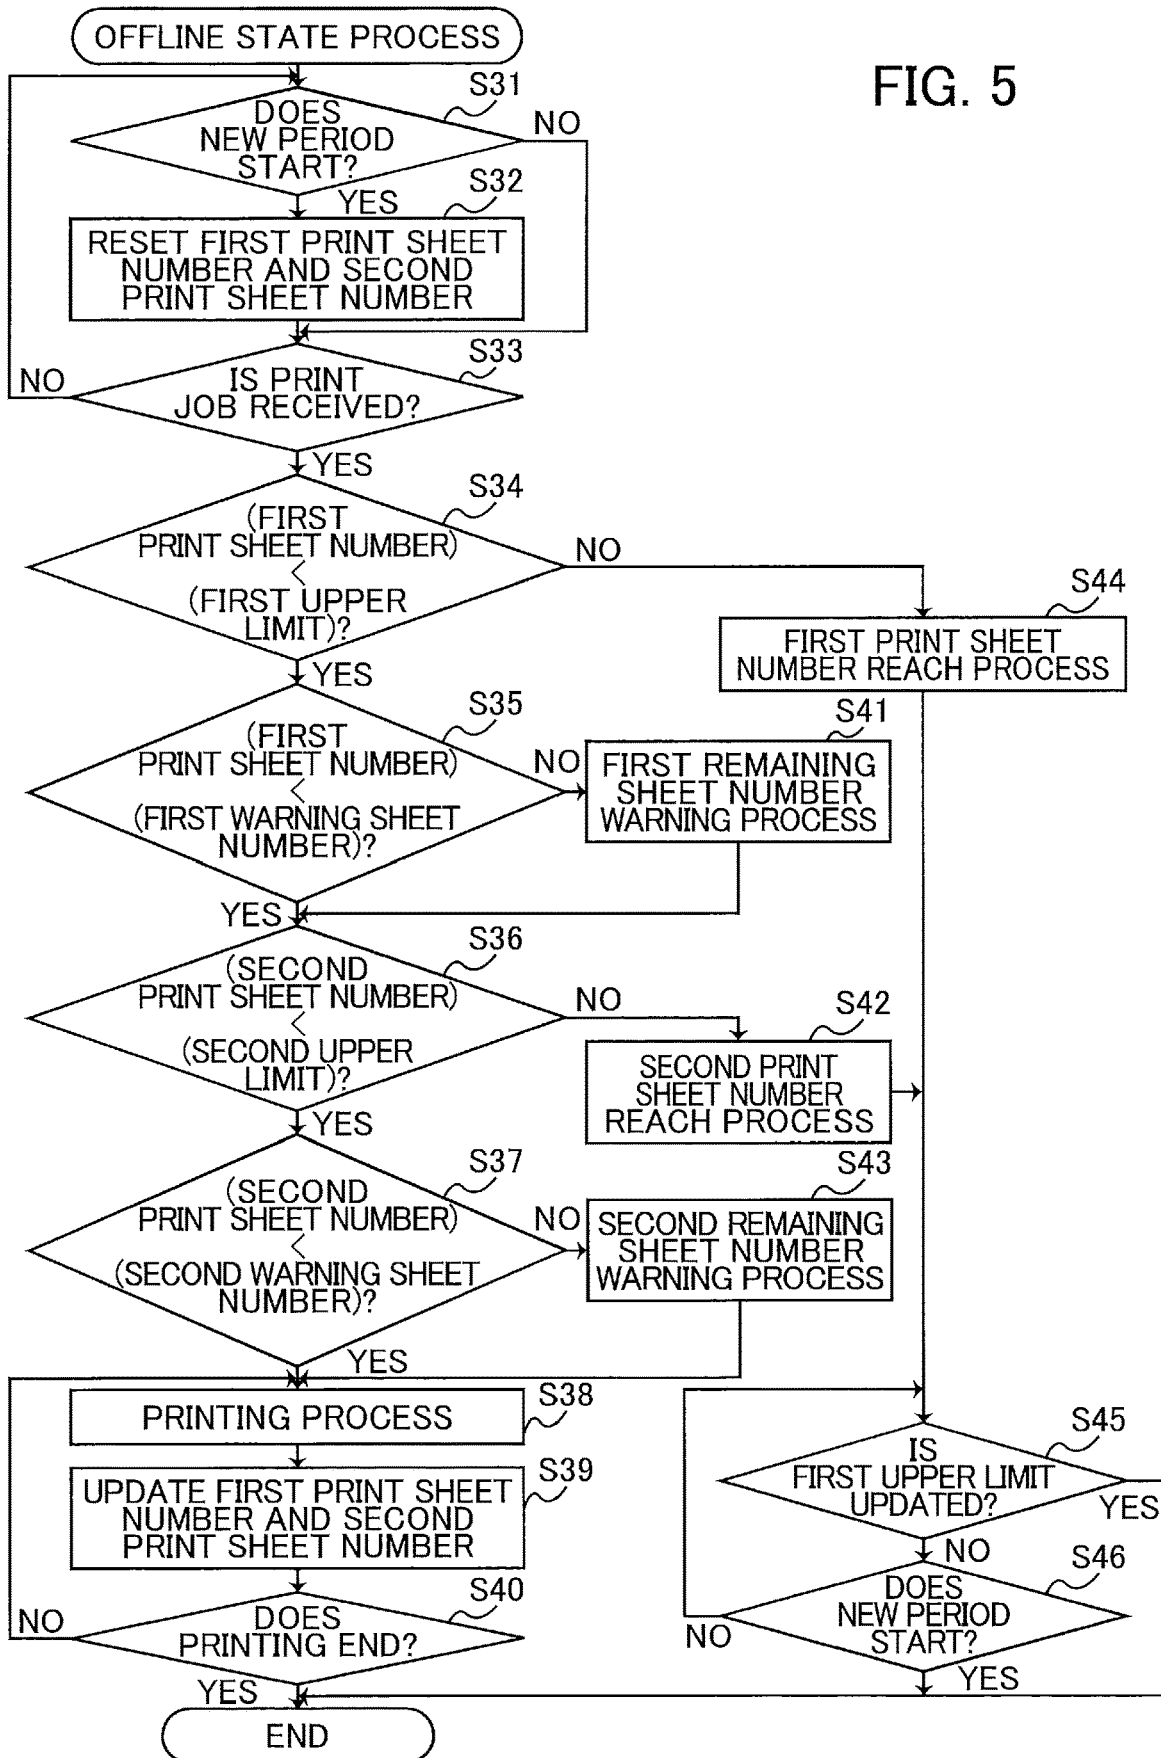 OFFLINE STATE PROCESS
FIG. 5
S31
DOES
NEW PERIOD
START?
NO
YES
S32
RESET FIRST PRINT SHEET
NUMBER AND SECOND
PRINT SHEET NUMBER
S33
NO
IS PRINT
JOB RECEIVED?
YES
S34
(FIRST
PRINT SHEET NUMBER)
<
(FIRST UPPER
LIMIT)?
NO
S44
FIRST PRINT SHEET
NUMBER REACH PROCESS
YES
S35
(FIRST
PRINT SHEET NUMBER)
<
(FIRST WARNING SHEET
NUMBER)?
NO
S41
FIRST REMAINING
SHEET NUMBER
WARNING PROCESS
YES
S36
(SECOND
PRINT SHEET NUMBER)
<
(SECOND UPPER
LIMIT)?
NO
S42
SECOND PRINT
SHEET NUMBER
REACH PROCESS
YES
S37
(SECOND
PRINT SHEET NUMBER)
<
(SECOND WARNING SHEET
NUMBER)?
NO
S43
SECOND REMAINING
SHEET NUMBER
WARNING PROCESS
YES
S38
PRINTING PROCESS
S39
UPDATE FIRST PRINT SHEET
NUMBER AND SECOND
PRINT SHEET NUMBER
S40
NO
DOES
PRINTING END?
YES
S45
IS
FIRST UPPER LIMIT
UPDATED?
YES
NO
S46
DOES
NEW PERIOD
START?
NO
YES
END